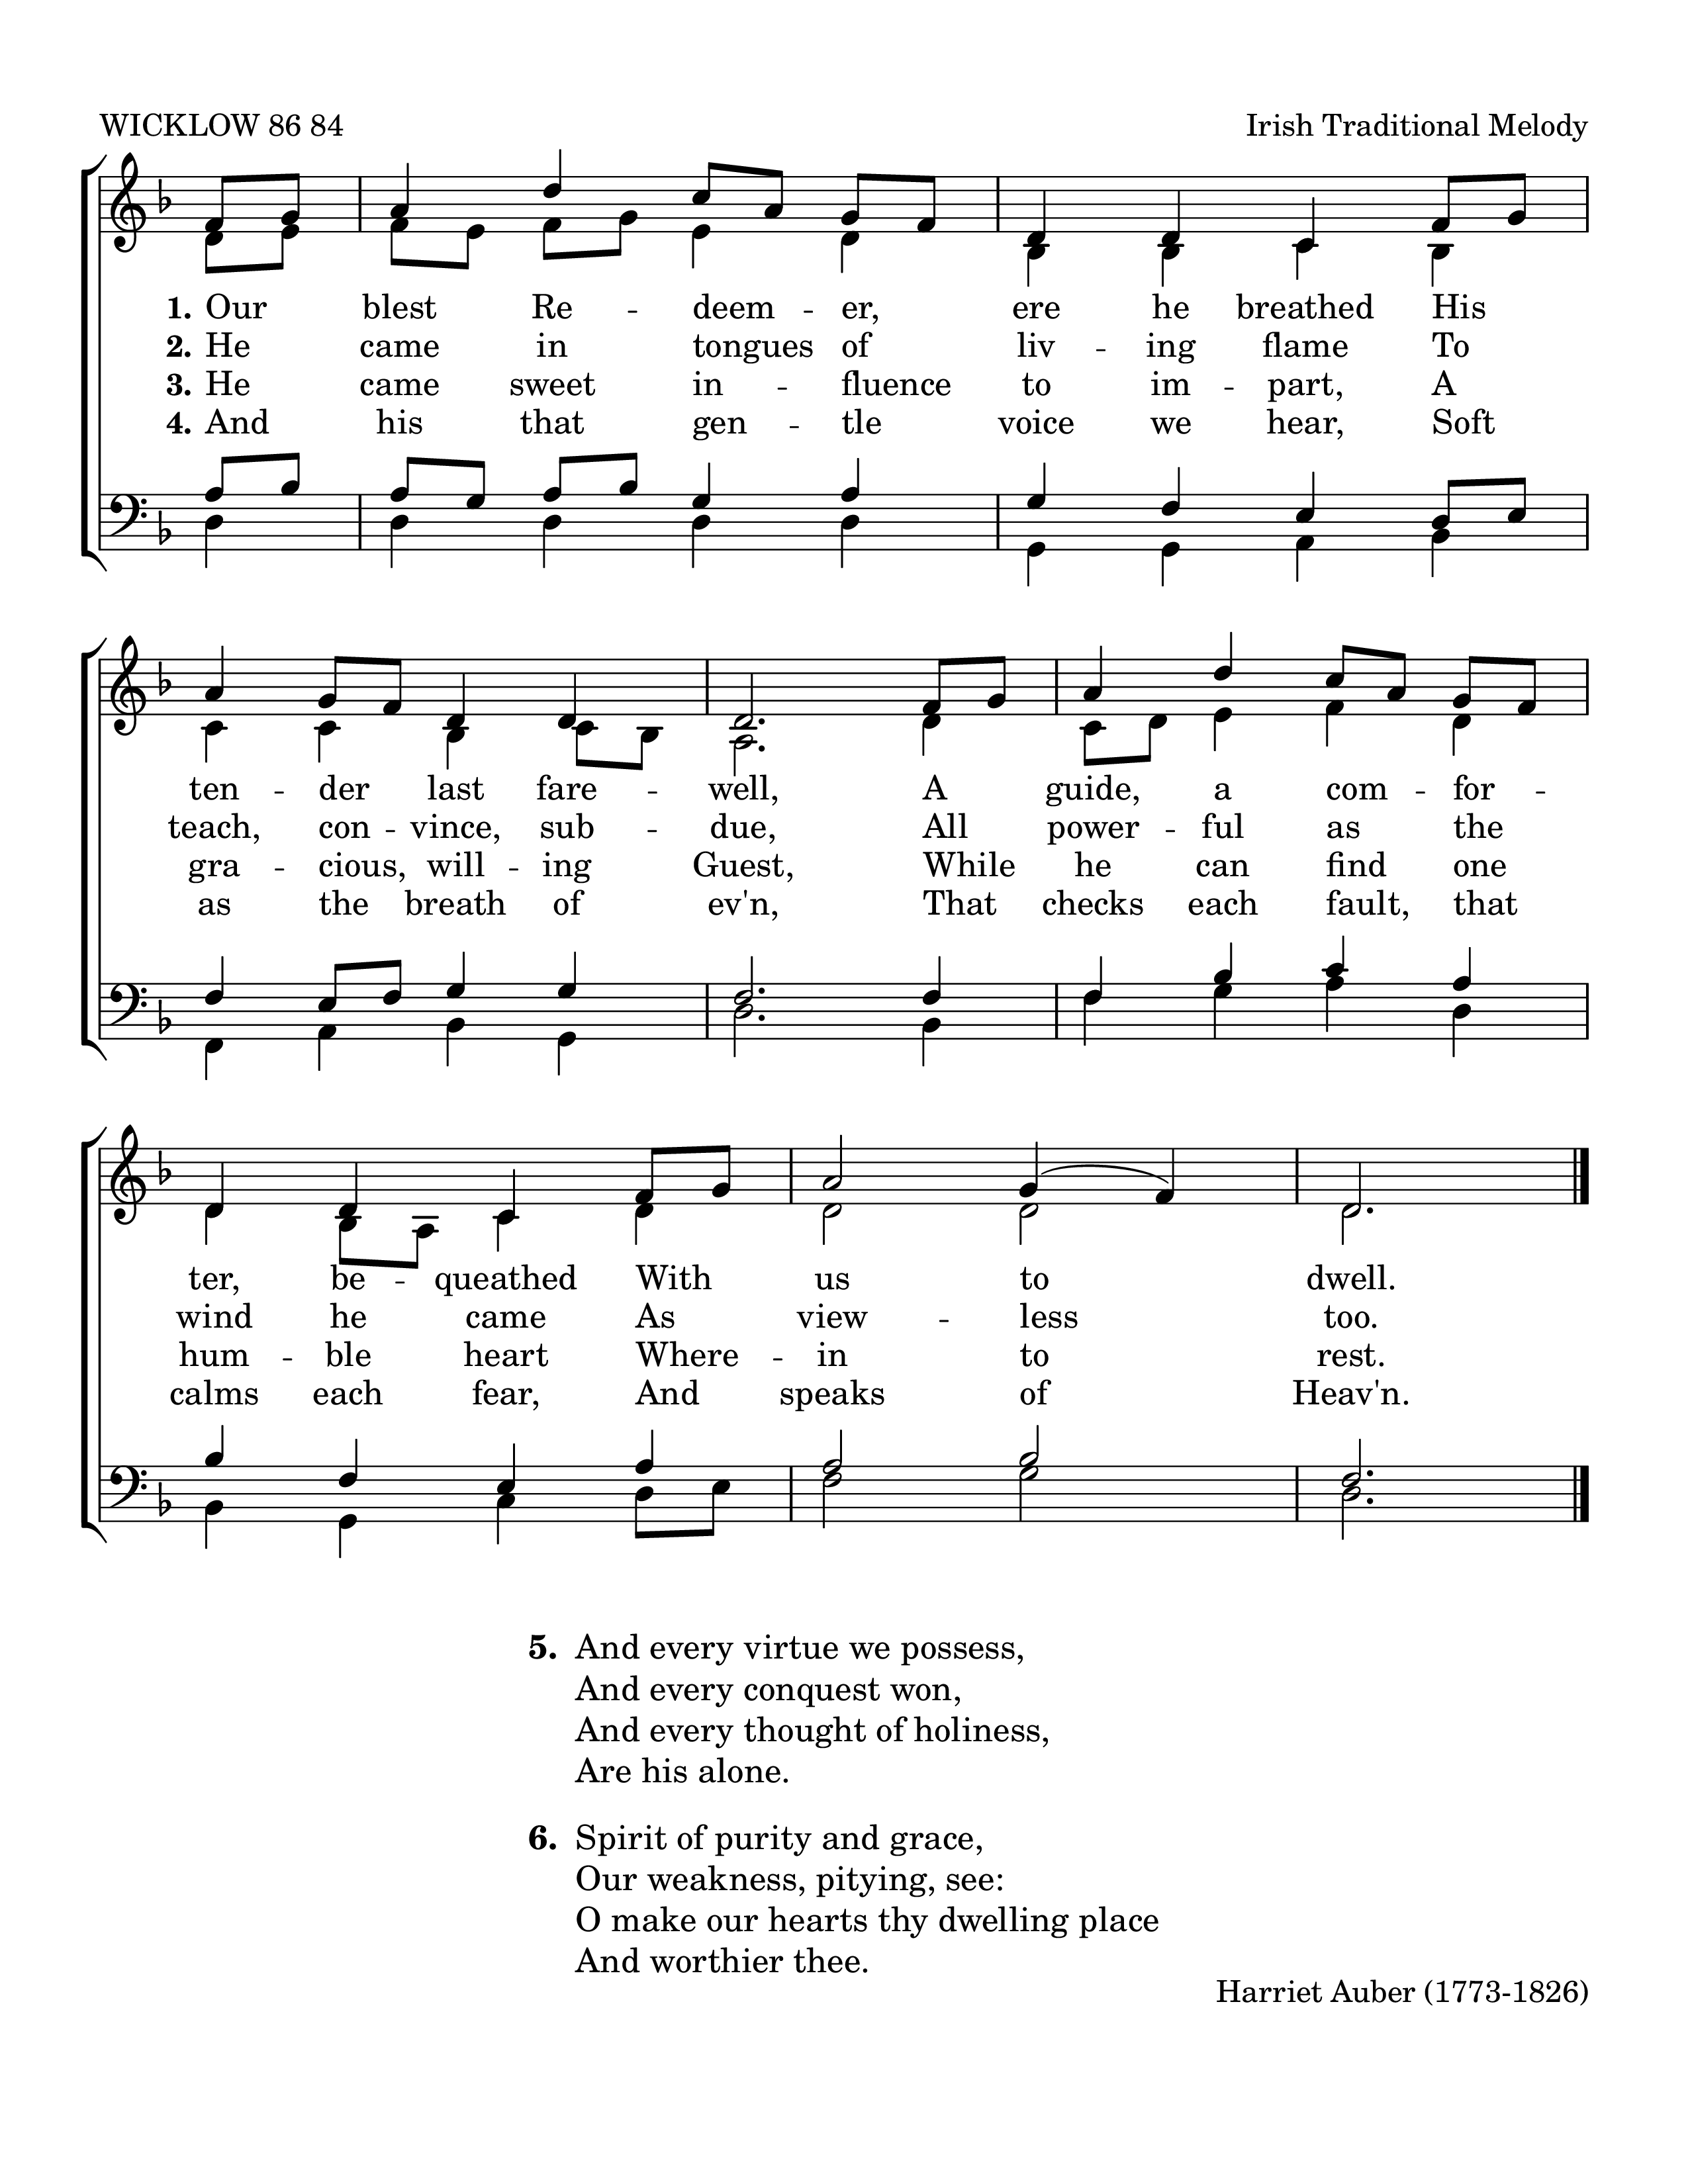 WICKLOW 86 84
Irish Traditional Melody
1. Our blest Re - deem - er, ere he breathed His
2. He came in tongues of liv - ing flame To
3. He came sweet in - fluence to im - part, A
4. And his that gen - tle voice we hear, Soft
ten - der last fare - well, A guide, a com - for -
teach, con - vince, sub - due, All power - ful as the
gra - cious, will - ing Guest, While he can find one
as the breath of ev'n, That checks each fault, that
ter, be - queathed With us to dwell.
wind he came As view - less too.
hum - ble heart Where - in to rest.
calms each fear, And speaks of Heav'n.
5. And every virtue we possess,
And every conquest won,
And every thought of holiness,
Are his alone.
6. Spirit of purity and grace,
Our weakness, pitying, see:
O make our hearts thy dwelling place
And worthier thee.
Harriet Auber (1773-1826)